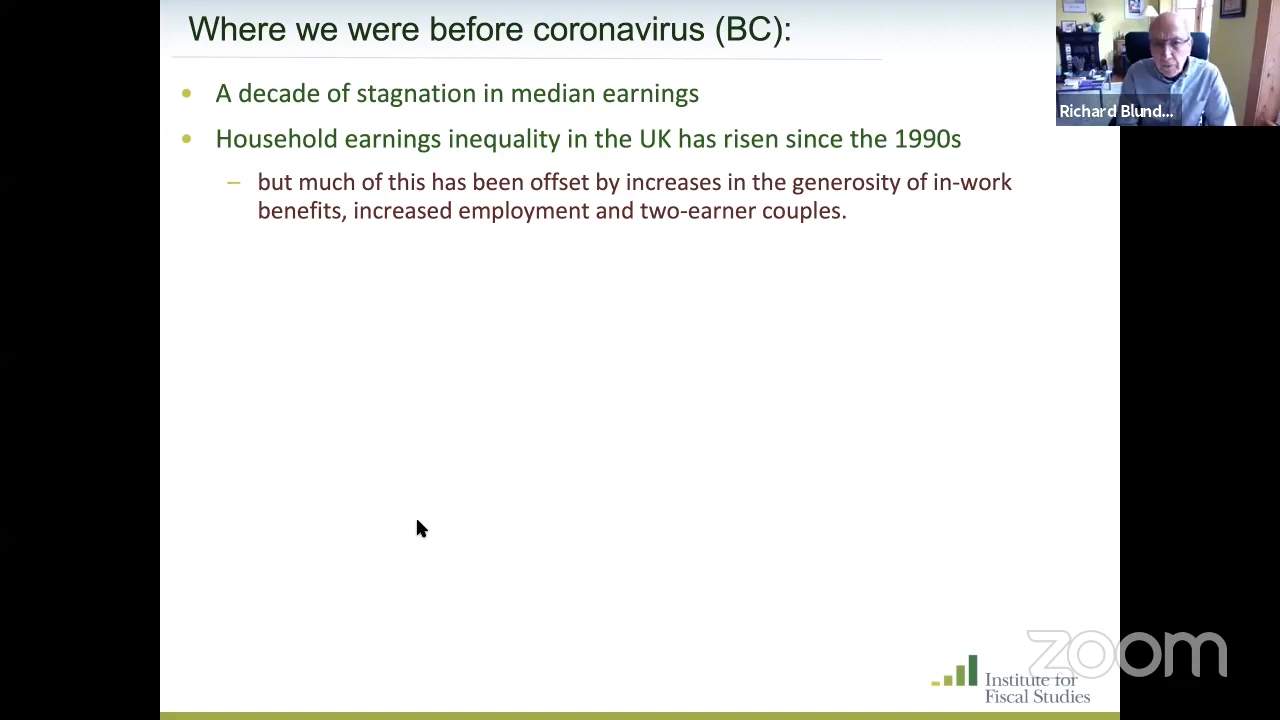 Where we were before coronavirus (BC):
Richard Blund...
• A decade of stagnation in median earnings
• Household earnings inequality in the UK has risen since the 1990s
– but much of this has been offset by increases in the generosity of in-work
benefits, increased employment and two-earner couples.
zoom
Institute for
Fiscal Studies